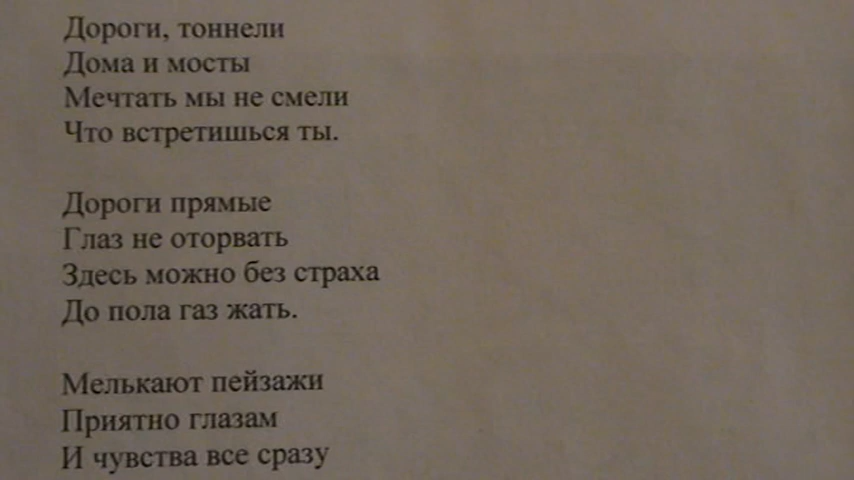 Дороги, тоннели
Дома и мосты
Мечтать мы не смели
Что встретишься ты.
Дороги прямые
Глаз не оторвать
Здесь можно без страха
До пола газ жать.
Мелькают пейзажи
Приятно глазам
И чувства все сразу